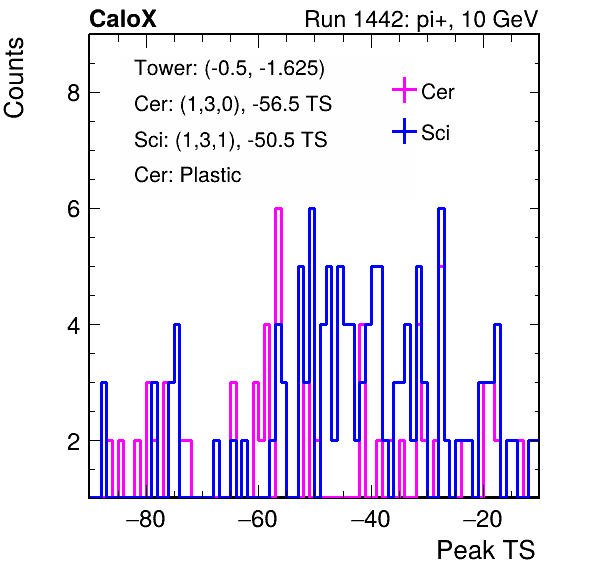 CaloX Run 1442: pi+, 10 GeV
Counts
Tower: (-0.5, -1.625)
Cer: (1,3,0), -56.5 TS
Sci: (1,3,1), -50.5 TS
Cer: Plastic
Cer
Sci
8
6
4
2
−80 −60 −40 −20
Peak TS